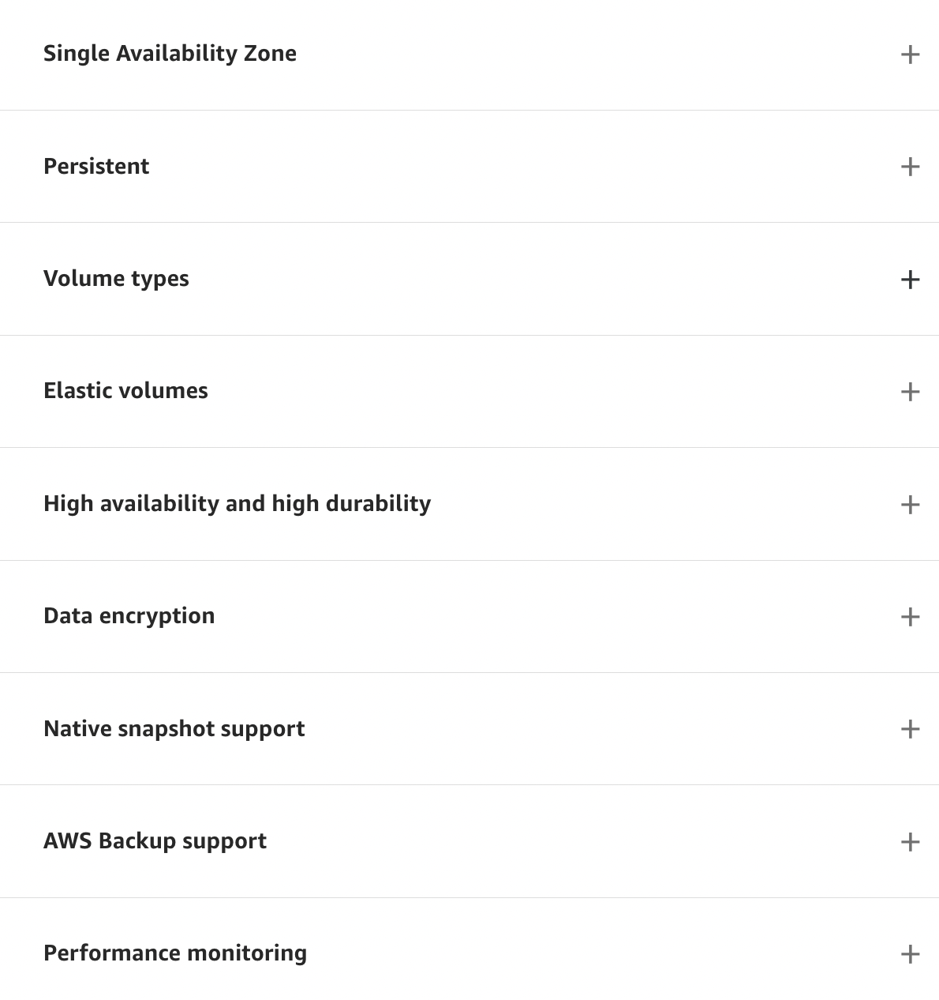 Single Availability Zone
Persistent
Volume types
Elastic volumes
High availability and high durability
Data encryption
Native snapshot support
AWS Backup support
Performance monitoring